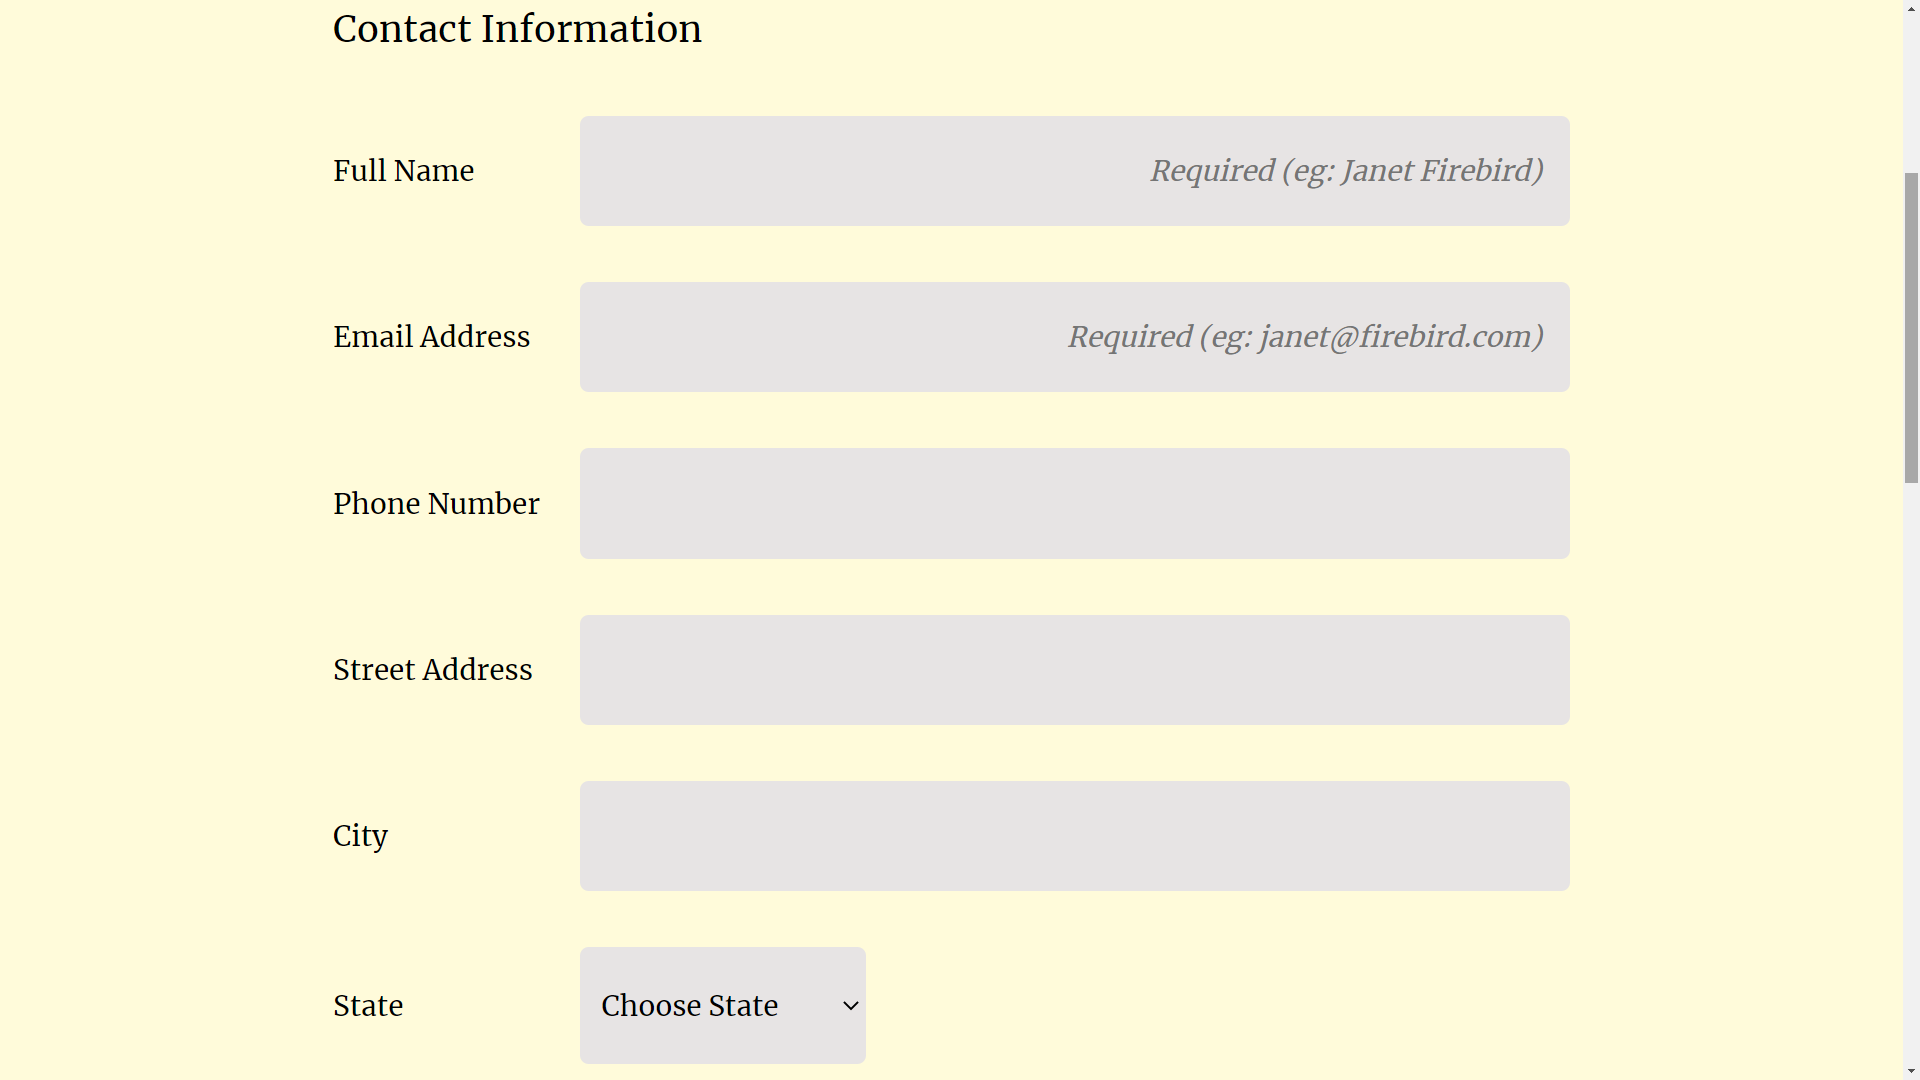 Contact Information
Full Name
Required (eg: Janet Firebird)
Email Address
Required (eg: janet@firebird.com)
Phone Number
Street Address
City
State
Choose State